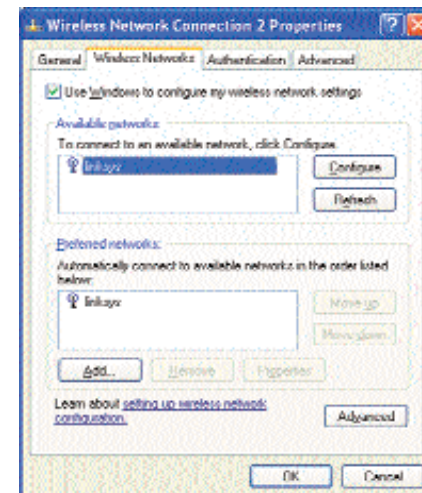 Wireless Network Connection 2 Properties
General Wireless Networks Authentication Advanced
Use Windows to configure my wireless network settings
Available networks:
To connect to an available network, click Configure.
linksys
Configure
Refresh
Preferred networks:
Automatically connect to available networks in the order listed
below:
linksys
Move up
Move down
Add... Remove Properties
Learn about setting up wireless network
configuration.
Advanced
OK Cancel